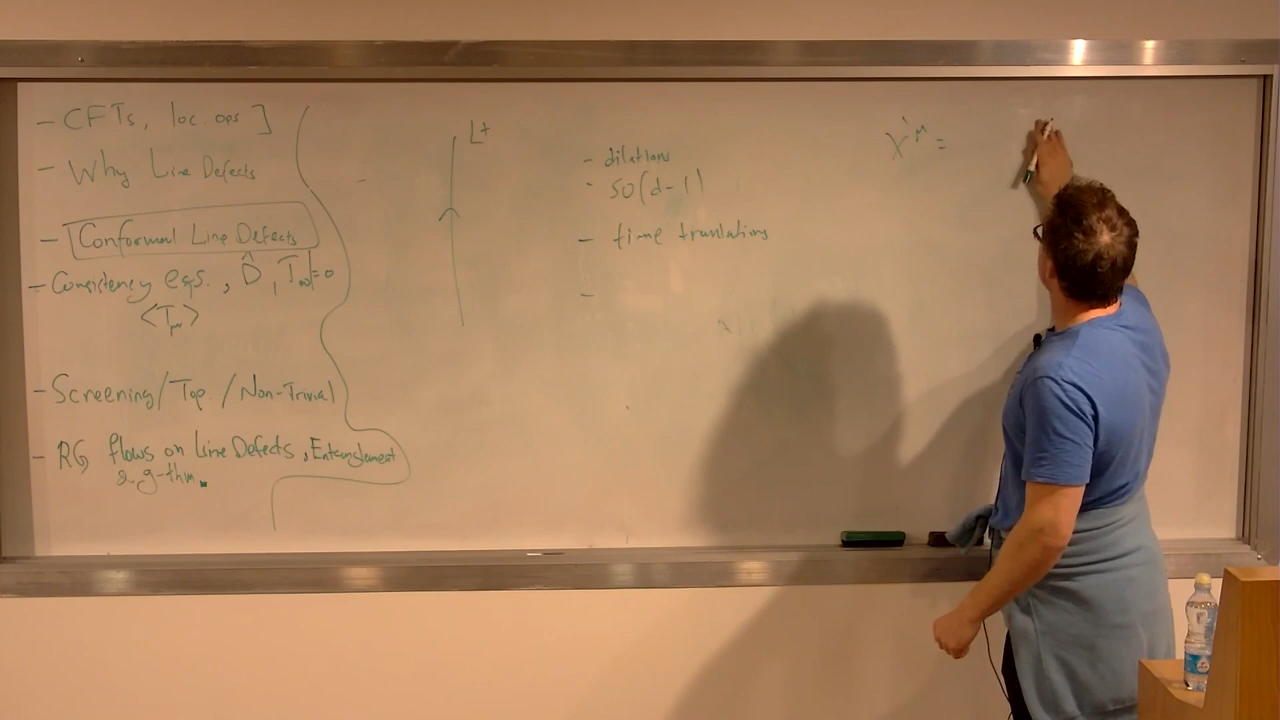 - CFTs, loc. ops ]
- Why Line Defects
- Conformal Line Defects
- Consistency eqs. , D̂ , T |=0
<Tμν>
- Screening / Top. / Non-Trivial
- RG flows on Line Defects , Entanglement
& g-thm.
L+
- dilations
- SO(d-1)
- time translations
-
x'^μ =